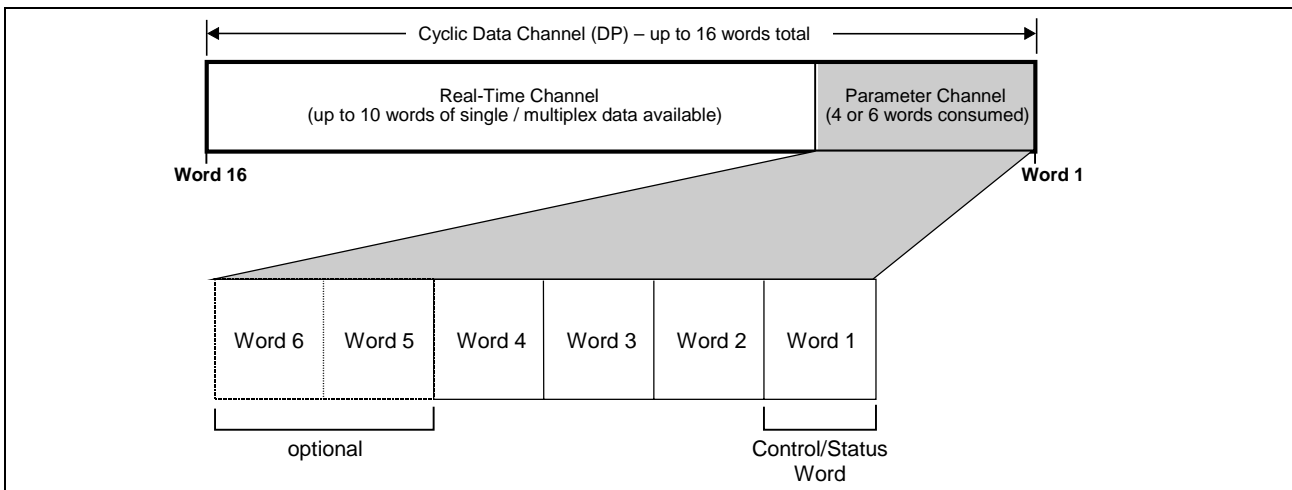 Cyclic Data Channel (DP) – up to 16 words total
Real-Time Channel
(up to 10 words of single / multiplex data available)
Parameter Channel
(4 or 6 words consumed)
Word 16
Word 1
Word 6
Word 5
Word 4
Word 3
Word 2
Word 1
optional
Control/Status
Word